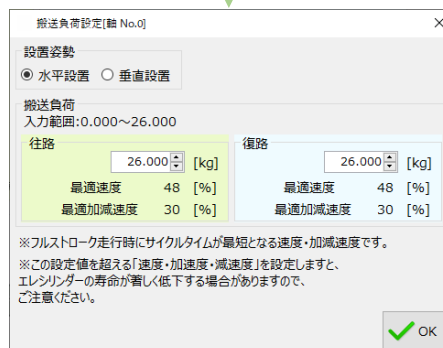 搬送負荷設定[軸 No.0]
設置姿勢
水平設置 垂直設置
搬送負荷
入力範囲:0.000～26.000
往路 復路
26.000 [kg] 26.000 [kg]
最適速度 48 [%] 最適速度 48 [%]
最適加減速度 30 [%] 最適加減速度 30 [%]
※フルストローク走行時にサイクルタイムが最短となる速度・加減速度です。
※この設定値を超える「速度・加速度・減速度」を設定しますと、
エレシリンダーの寿命が著しく低下する場合がありますので、
ご注意ください。
OK